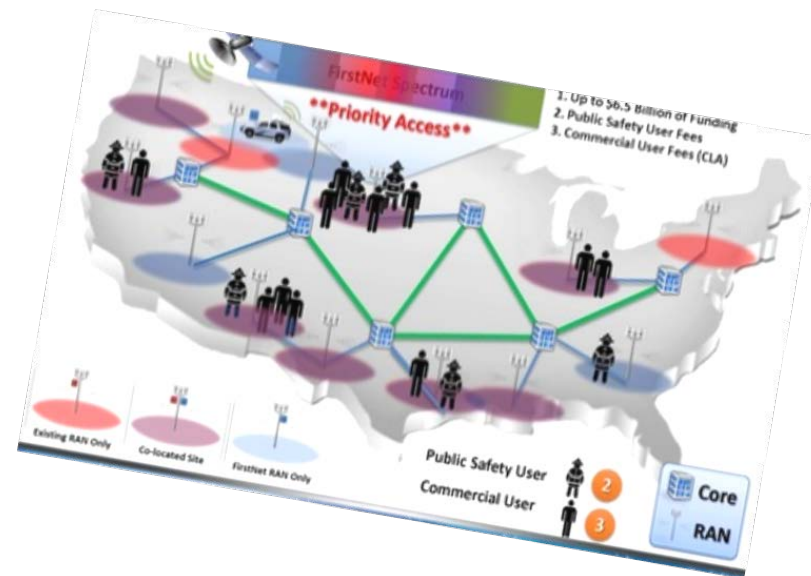 FirstNet Spectrum
**Priority Access**
1. Up to $6.5 Billion of Funding
2. Public Safety User Fees
3. Commercial User Fees (CLA)
Existing RAN Only
Co-located Site
FirstNet RAN Only
Public Safety User
2
Commercial User
3
Core
RAN